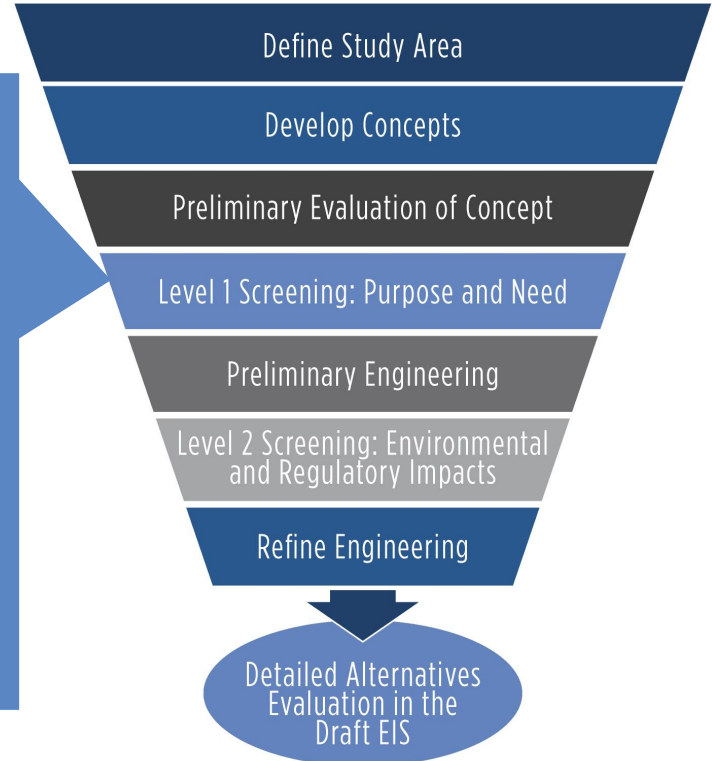 Define Study Area
Develop Concepts
Preliminary Evaluation of Concept
Level 1 Screening: Purpose and Need
Preliminary Engineering
Level 2 Screening: Environmental
and Regulatory Impacts
Refine Engineering
Detailed Alternatives
Evaluation in the
Draft EIS